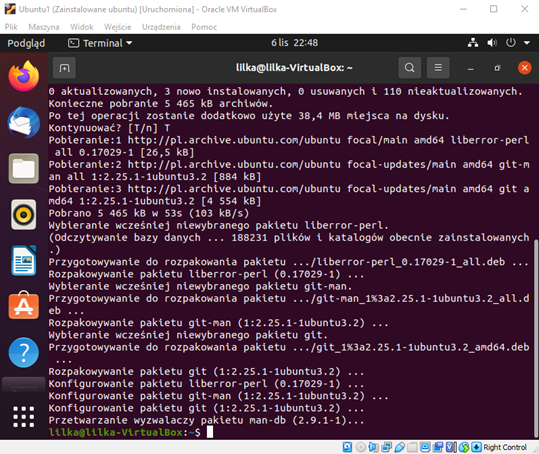 Ubuntu1 (Zainstalowane ubuntu) [Uruchomiona] - Oracle VM VirtualBox
Plik Maszyna Widok Wejście Urządzenia Pomoc
Podgląd Terminal 6 lis 22:48
lilka@lilka-VirtualBox: ~
0 aktualizowanych, 3 nowo instalowanych, 0 usuwanych i 110 nieaktualizowanych.
Konieczne pobranie 5 465 kB archiwów.
Po tej operacji zostanie dodatkowo użyte 38,4 MB miejsca na dysku.
Kontynuować? [T/n] T
Pobieranie:1 http://pl.archive.ubuntu.com/ubuntu focal/main amd64 liberror-perl
all 0.17029-1 [26,5 kB]
Pobieranie:2 http://pl.archive.ubuntu.com/ubuntu focal-updates/main amd64 git-m
an all 1:2.25.1-1ubuntu3.2 [884 kB]
Pobieranie:3 http://pl.archive.ubuntu.com/ubuntu focal-updates/main amd64 git a
md64 1:2.25.1-1ubuntu3.2 [4 554 kB]
Pobrano 5 465 kB w 53s (103 kB/s)
Wybieranie wcześniej niewybranego pakietu liberror-perl.
(Odczytywanie bazy danych ... 188231 plików i katalogów obecnie zainstalowanych
.)
Przygotowywanie do rozpakowania pakietu .../liberror-perl_0.17029-1_all.deb ...
Rozpakowywanie pakietu liberror-perl (0.17029-1) ...
Wybieranie wcześniej niewybranego pakietu git-man.
Przygotowywanie do rozpakowania pakietu .../git-man_1%3a2.25.1-1ubuntu3.2_all.d
eb ...
Rozpakowywanie pakietu git-man (1:2.25.1-1ubuntu3.2) ...
Wybieranie wcześniej niewybranego pakietu git.
Przygotowywanie do rozpakowania pakietu .../git_1%3a2.25.1-1ubuntu3.2_amd64.deb
...
Rozpakowywanie pakietu git (1:2.25.1-1ubuntu3.2) ...
Konfigurowanie pakietu liberror-perl (0.17029-1) ...
Konfigurowanie pakietu git-man (1:2.25.1-1ubuntu3.2) ...
Konfigurowanie pakietu git (1:2.25.1-1ubuntu3.2) ...
Przetwarzanie wyzwalaczy pakietu man-db (2.9.1-1)...
lilka@lilka-VirtualBox:~$
Right Control